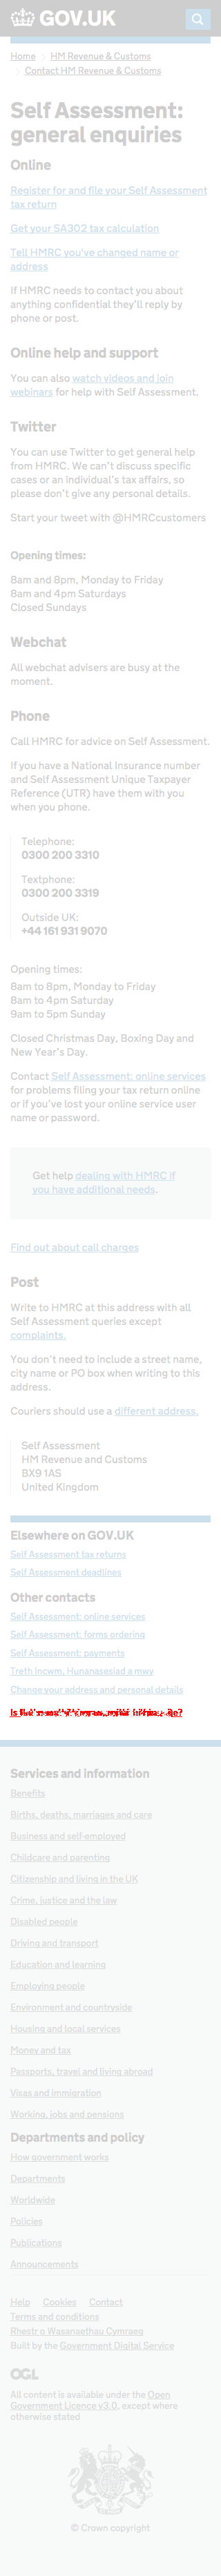 GOV.UK
Home > HM Revenue & Customs
> Contact HM Revenue & Customs
Self Assessment:
general enquiries
Online
Register for and file your Self Assessment
tax return
Get your SA302 tax calculation
Tell HMRC you've changed name or
address
If HMRC needs to contact you about
anything confidential they'll reply by
phone or post.
Online help and support
You can also watch videos and join
webinars for help with Self Assessment.
Twitter
You can use Twitter to get general help
from HMRC. We can't discuss specific
cases or an individual's tax affairs, so
please don't give any personal details.
Start your tweet with @HMRCcustomers
Opening times:
8am and 8pm, Monday to Friday
8am and 4pm Saturdays
Closed Sundays
Webchat
All webchat advisers are busy at the
moment.
Phone
Call HMRC for advice on Self Assessment.
If you have a National Insurance number
and Self Assessment Unique Taxpayer
Reference (UTR) have them with you
when you phone.
Telephone:
0300 200 3310
Textphone:
0300 200 3319
Outside UK:
+44 161 931 9070
Opening times:
8am to 8pm, Monday to Friday
8am to 4pm Saturday
9am to 5pm Sunday
Closed Christmas Day, Boxing Day and
New Year's Day.
Contact Self Assessment: online services
for problems filing your tax return online
or if you've lost your online service user
name or password.
Get help dealing with HMRC if
you have additional needs.
Find out about call charges
Post
Write to HMRC at this address with all
Self Assessment queries except
complaints.
You don't need to include a street name,
city name or PO box when writing to this
address.
Couriers should use a different address.
Self Assessment
HM Revenue and Customs
BX9 1AS
United Kingdom
Elsewhere on GOV.UK
Self Assessment tax returns
Self Assessment deadlines
Other contacts
Self Assessment: online services
Self Assessment: forms ordering
Self Assessment: payments
Treth Incwm, Hunanasesiad a mwy
Change your address and personal details
Services and information
Benefits
Births, deaths, marriages and care
Business and self-employed
Childcare and parenting
Citizenship and living in the UK
Crime, justice and the law
Disabled people
Driving and transport
Education and learning
Employing people
Environment and countryside
Housing and local services
Money and tax
Passports, travel and living abroad
Visas and immigration
Working, jobs and pensions
Departments and policy
How government works
Departments
Worldwide
Policies
Publications
Announcements
Help Cookies Contact
Terms and conditions
Rhestr o Wasanaethau Cymraeg
Built by the Government Digital Service
OGL
All content is available under the Open
Government Licence v3.0, except where
otherwise stated
© Crown copyright